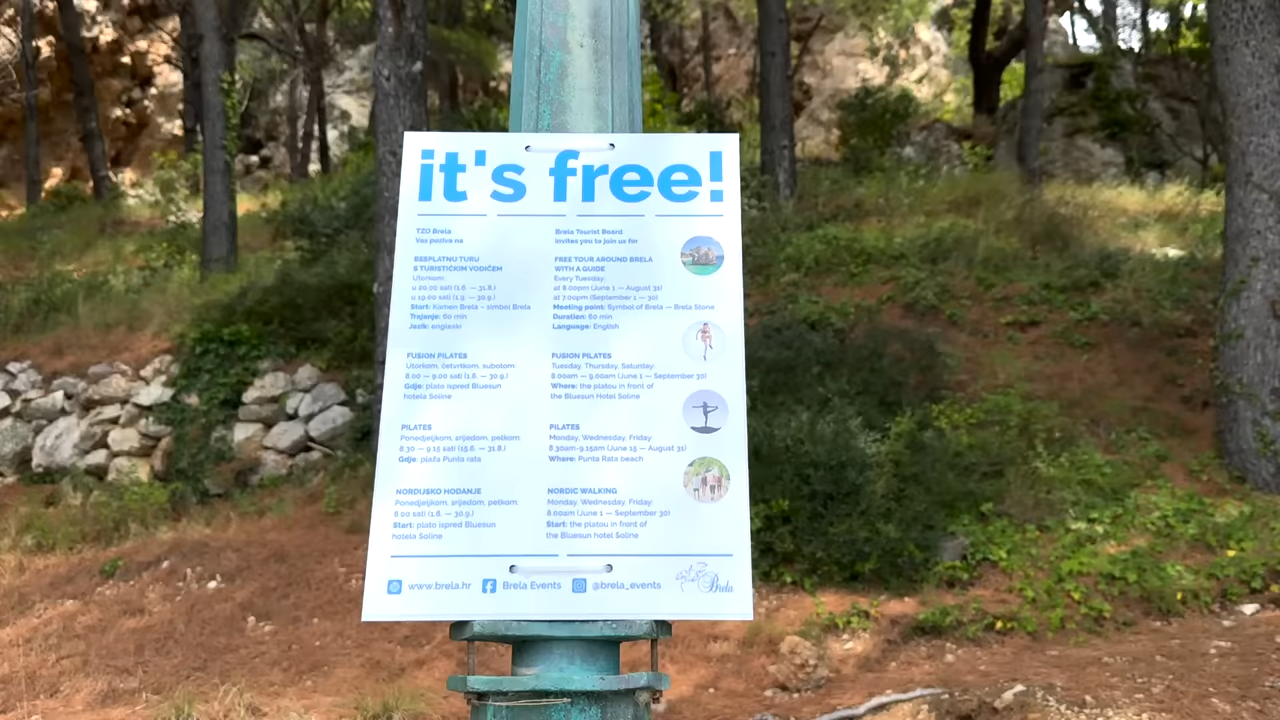 it's free!
TZO Brela
Vas poziva na
BESPLATNU TURU
S TURISTIČKIM VODIČEM
Utorkom:
u 20.00 sati (1.6. — 31.8.)
u 19.00 sati (1.9. — 30.9.)
Start: Kamen Brela – simbol Brela
Trajanje: 60 min
Jezik: engleski
FUSION PILATES
Utorkom, četvrtkom, subotom:
8.00 — 9.00 sati (1.6. — 30.9.)
Gdje: plato ispred Bluesun
hotela Soline
PILATES
Ponedjeljkom, srijedom, petkom:
8.30 — 9.15 sati (15.6. — 31.8.)
Gdje: plaža Punta rata
NORDIJSKO HODANJE
Ponedjeljkom, srijedom, petkom:
8.00 sati (1.6. — 30.9.)
Start: plato ispred Bluesun
hotela Soline
Brela Tourist Board
invites you to join us for
FREE TOUR AROUND BRELA
WITH A GUIDE
Every Tuesday:
at 8.00pm (June 1 — August 31)
at 7.00pm (September 1 — 30)
Meeting point: Symbol of Brela — Brela Stone
Duration: 60 min
Language: English
FUSION PILATES
Tuesday, Thursday, Saturday:
8.00am — 9.00am (June 1 — September 30)
Where: the platou in front of
the Bluesun Hotel Soline
PILATES
Monday, Wednesday, Friday:
8.30am-9.15am (June 15 — August 31)
Where: Punta Rata beach
NORDIC WALKING
Monday, Wednesday, Friday:
8.00am (June 1 — September 30)
Start: the platou in front of
the Bluesun hotel Soline
www.brela.hr
Brela Events
@brela_events
Brela